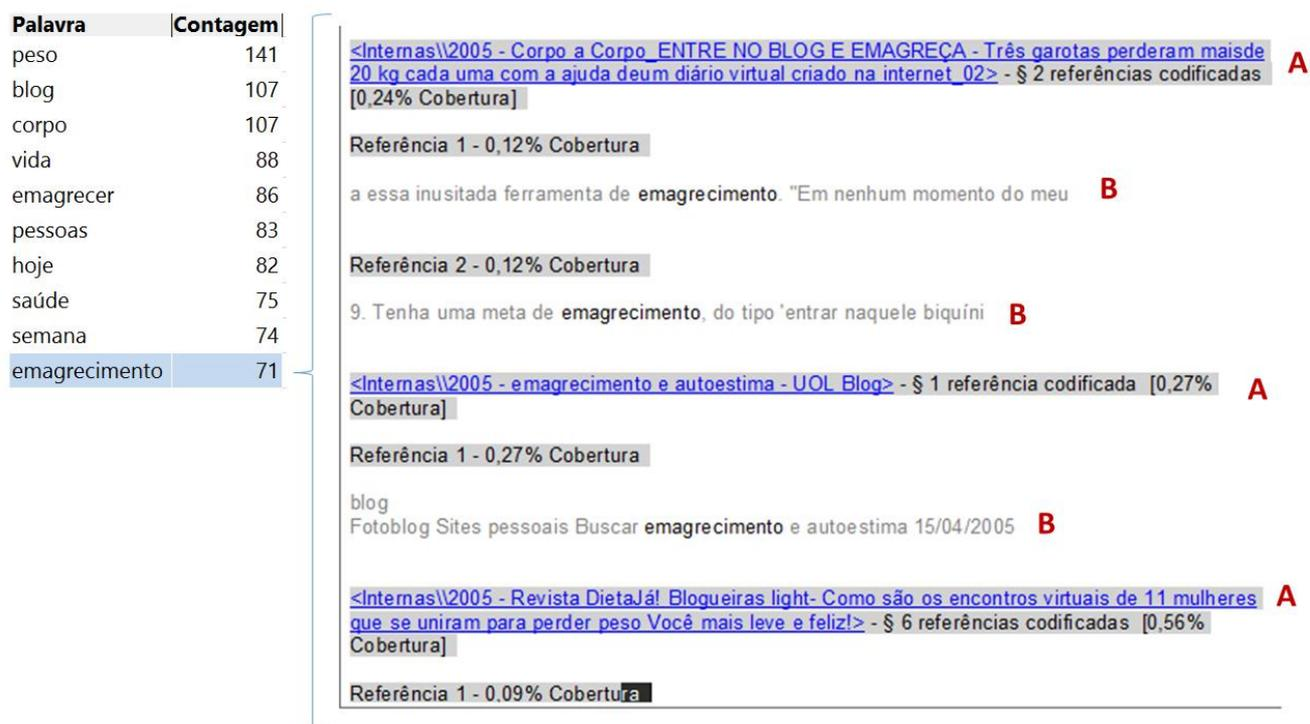 Palavra Contagem
peso 141
blog 107
corpo 107
vida 88
emagrecer 86
pessoas 83
hoje 82
saúde 75
semana 74
emagrecimento 71
<Internas\\2005 - Corpo a Corpo_ENTRE NO BLOG E EMAGREÇA - Três garotas perderam maisde
20 kg cada uma com a ajuda deum diário virtual criado na internet_02> - § 2 referências codificadas
[0,24% Cobertura]
A
Referência 1 - 0,12% Cobertura
a essa inusitada ferramenta de emagrecimento. "Em nenhum momento do meu
B
Referência 2 - 0,12% Cobertura
9. Tenha uma meta de emagrecimento, do tipo 'entrar naquele biquíni
B
<Internas\\2005 - emagrecimento e autoestima - UOL Blog> - § 1 referência codificada [0,27%
Cobertura]
A
Referência 1 - 0,27% Cobertura
blog
Fotoblog Sites pessoais Buscar emagrecimento e autoestima 15/04/2005
B
<Internas\\2005 - Revista DietaJá! Blogueiras light- Como são os encontros virtuais de 11 mulheres
que se uniram para perder peso Você mais leve e feliz!> - § 6 referências codificadas [0,56%
Cobertura]
A
Referência 1 - 0,09% Cobertura